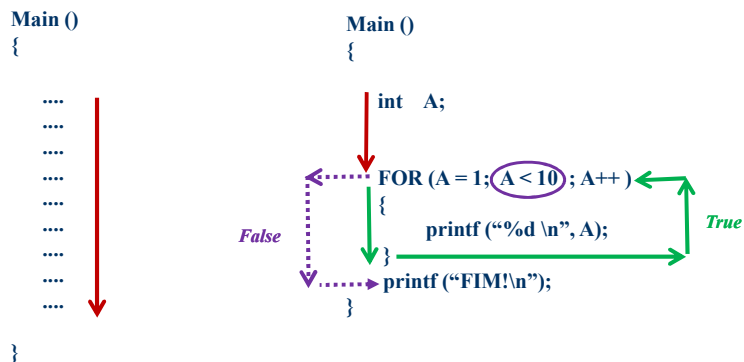 Main ()
{
....
....
....
....
....
....
....
....
....
}
Main ()
{
int A;
FOR (A = 1; A < 10 ; A++ )
{
printf (“%d \n”, A);
}
printf (“FIM!\n”);
}
False
True